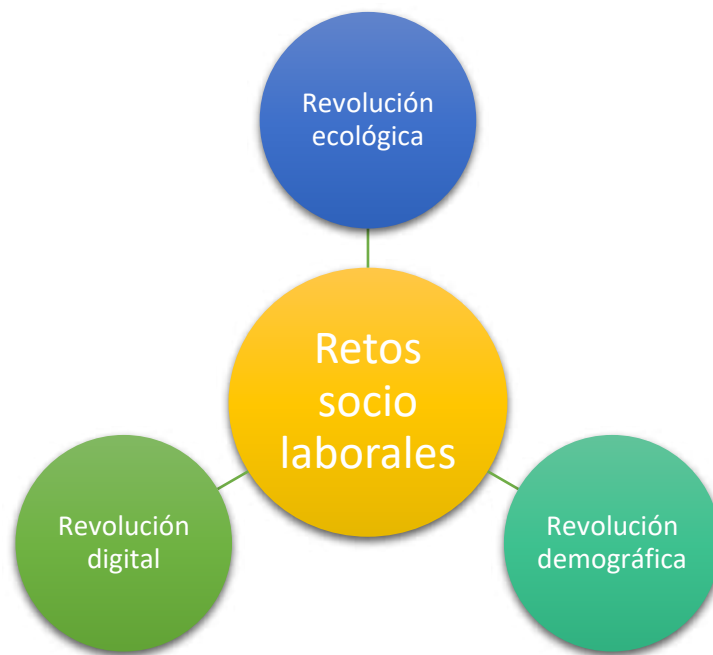 Revolución
ecológica
Retos
socio
laborales
Revolución
digital
Revolución
demográfica